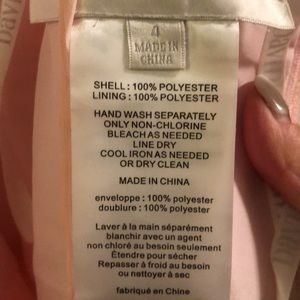 4
MADE IN
CHINA
SHELL: 100% POLYESTER
LINING: 100% POLYESTER
HAND WASH SEPARATELY
ONLY NON-CHLORINE
BLEACH AS NEEDED
LINE DRY
COOL IRON AS NEEDED
OR DRY CLEAN
MADE IN CHINA
enveloppe : 100% polyester
doublure : 100% polyester
Laver à la main séparément
blanchir avec un agent
non chloré au besoin seulement
Étendre pour sécher
Repasser à froid au besoin
ou nettoyer à sec
fabriqué en Chine